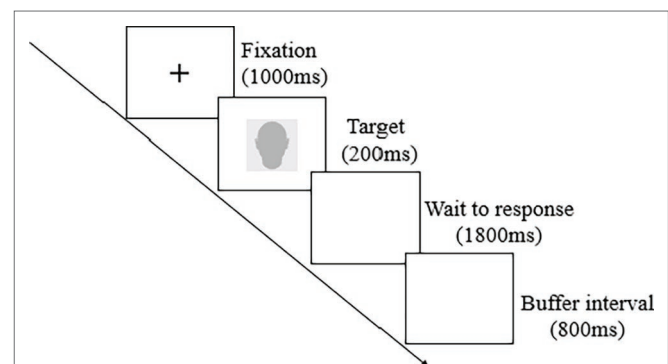 Fixation
(1000ms)
Target
(200ms)
Wait to response
(1800ms)
Buffer interval
(800ms)